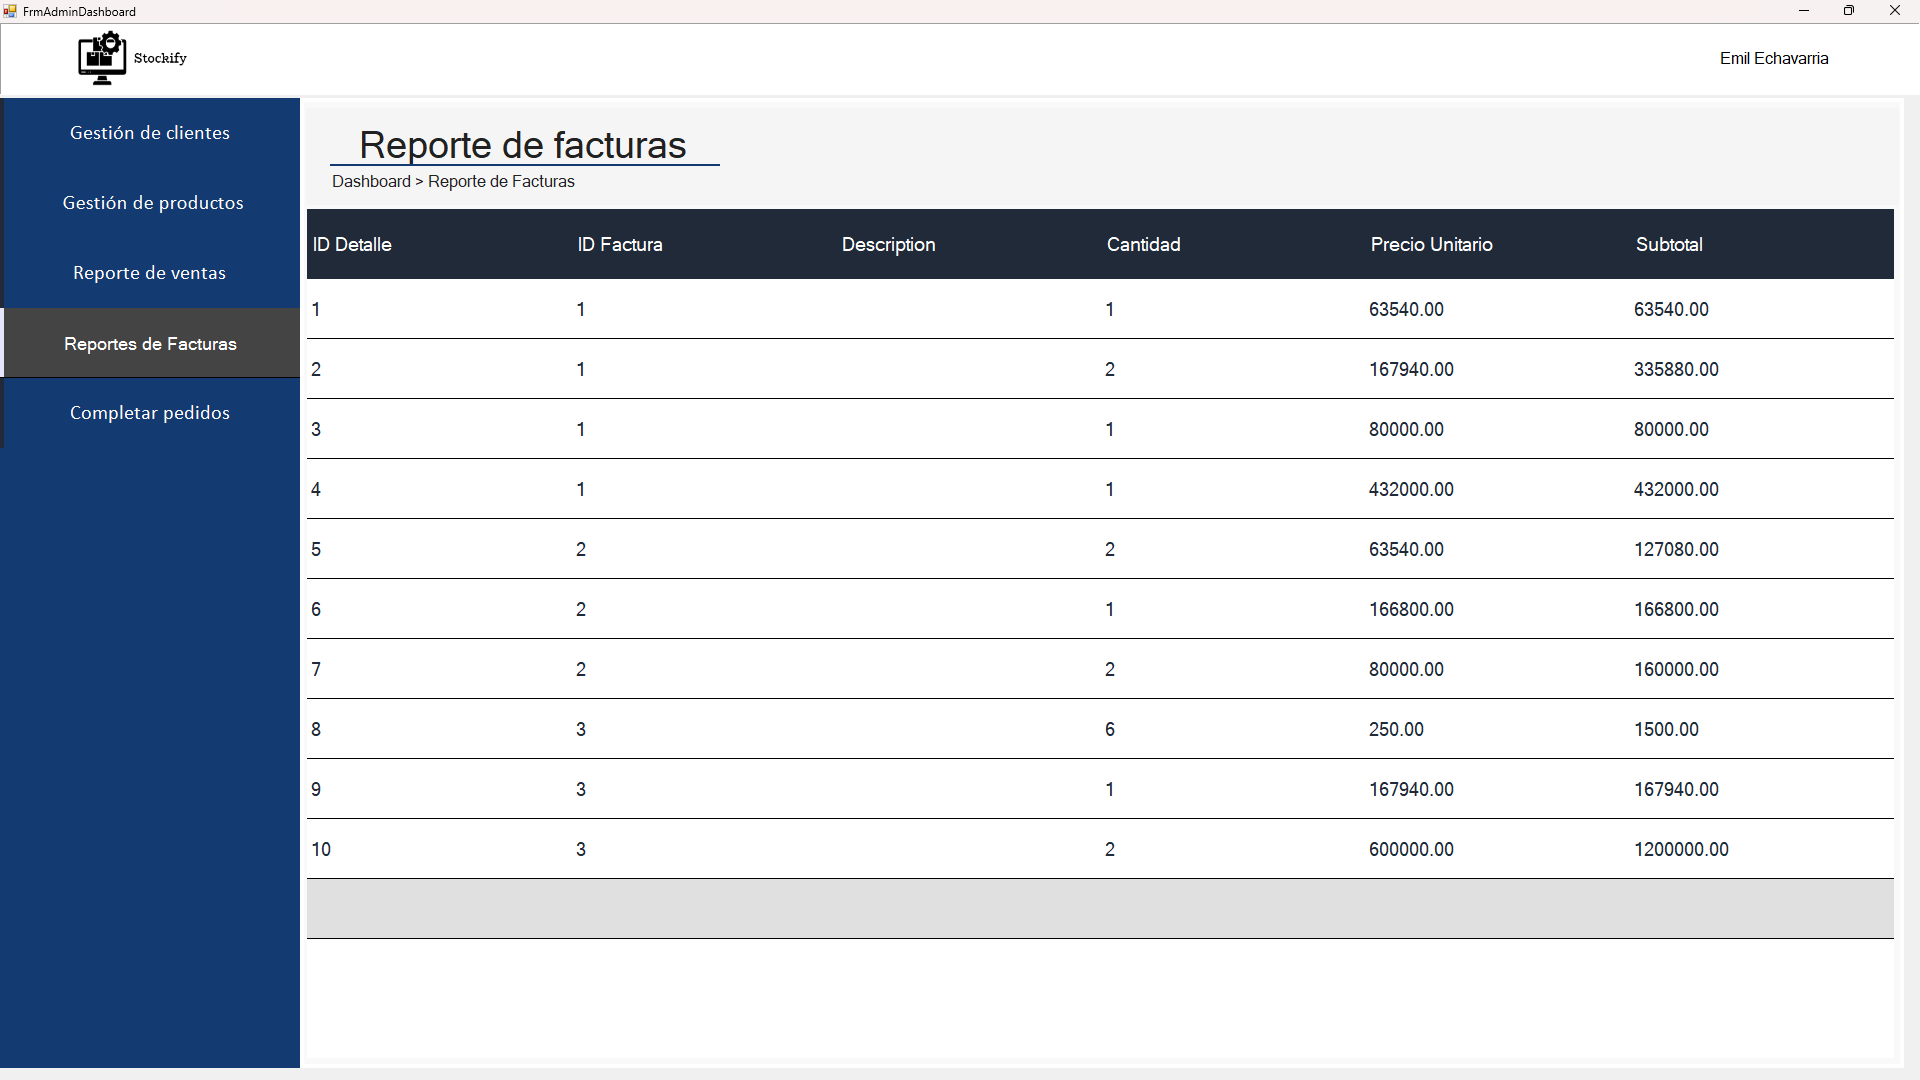 FrmAdminDashboard
Stockify
Emil Echavarria
Gestión de clientes
Gestión de productos
Reporte de ventas
Reportes de Facturas
Completar pedidos
Reporte de facturas
Dashboard > Reporte de Facturas
ID Detalle ID Factura Description Cantidad Precio Unitario Subtotal
1 1 1 63540.00 63540.00
2 1 2 167940.00 335880.00
3 1 1 80000.00 80000.00
4 1 1 432000.00 432000.00
5 2 2 63540.00 127080.00
6 2 1 166800.00 166800.00
7 2 2 80000.00 160000.00
8 3 6 250.00 1500.00
9 3 1 167940.00 167940.00
10 3 2 600000.00 1200000.00